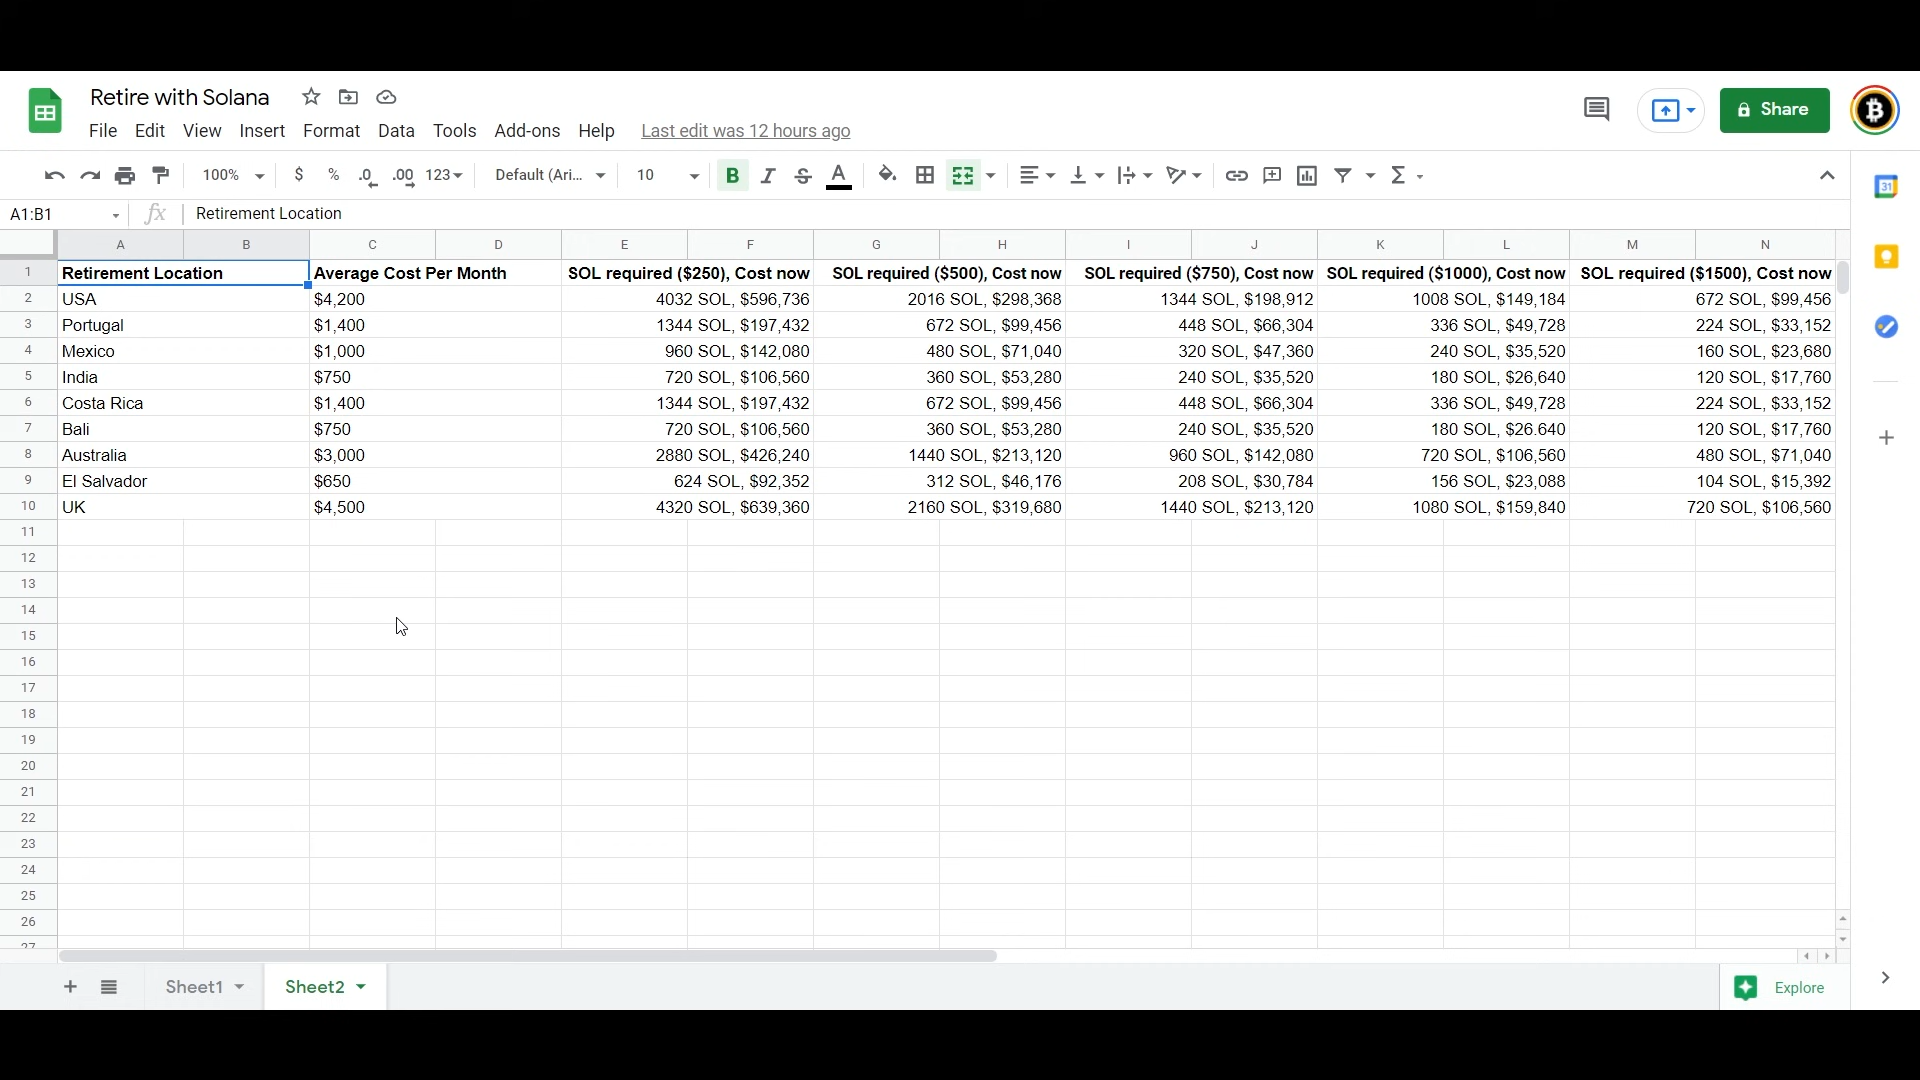 Retire with Solana
File Edit View Insert Format Data Tools Add-ons Help Last edit was 12 hours ago
Share
100% $ % .0 .00 123 Default (Ari... 10 B I S A
A1:B1 fx Retirement Location
A B C D E F G H I J K L M N
1 Retirement Location Average Cost Per Month SOL required ($250), Cost now SOL required ($500), Cost now SOL required ($750), Cost now SOL required ($1000), Cost now SOL required ($1500), Cost now
2 USA $4,200 4032 SOL, $596,736 2016 SOL, $298,368 1344 SOL, $198,912 1008 SOL, $149,184 672 SOL, $99,456
3 Portugal $1,400 1344 SOL, $197,432 672 SOL, $99,456 448 SOL, $66,304 336 SOL, $49,728 224 SOL, $33,152
4 Mexico $1,000 960 SOL, $142,080 480 SOL, $71,040 320 SOL, $47,360 240 SOL, $35,520 160 SOL, $23,680
5 India $750 720 SOL, $106,560 360 SOL, $53,280 240 SOL, $35,520 180 SOL, $26,640 120 SOL, $17,760
6 Costa Rica $1,400 1344 SOL, $197,432 672 SOL, $99,456 448 SOL, $66,304 336 SOL, $49,728 224 SOL, $33,152
7 Bali $750 720 SOL, $106,560 360 SOL, $53,280 240 SOL, $35,520 180 SOL, $26.640 120 SOL, $17,760
8 Australia $3,000 2880 SOL, $426,240 1440 SOL, $213,120 960 SOL, $142,080 720 SOL, $106,560 480 SOL, $71,040
9 El Salvador $650 624 SOL, $92,352 312 SOL, $46,176 208 SOL, $30,784 156 SOL, $23,088 104 SOL, $15,392
10 UK $4,500 4320 SOL, $639,360 2160 SOL, $319,680 1440 SOL, $213,120 1080 SOL, $159,840 720 SOL, $106,560
11
12
13
14
15
16
17
18
19
20
21
22
23
24
25
26
27
Sheet1 Sheet2 Explore
31